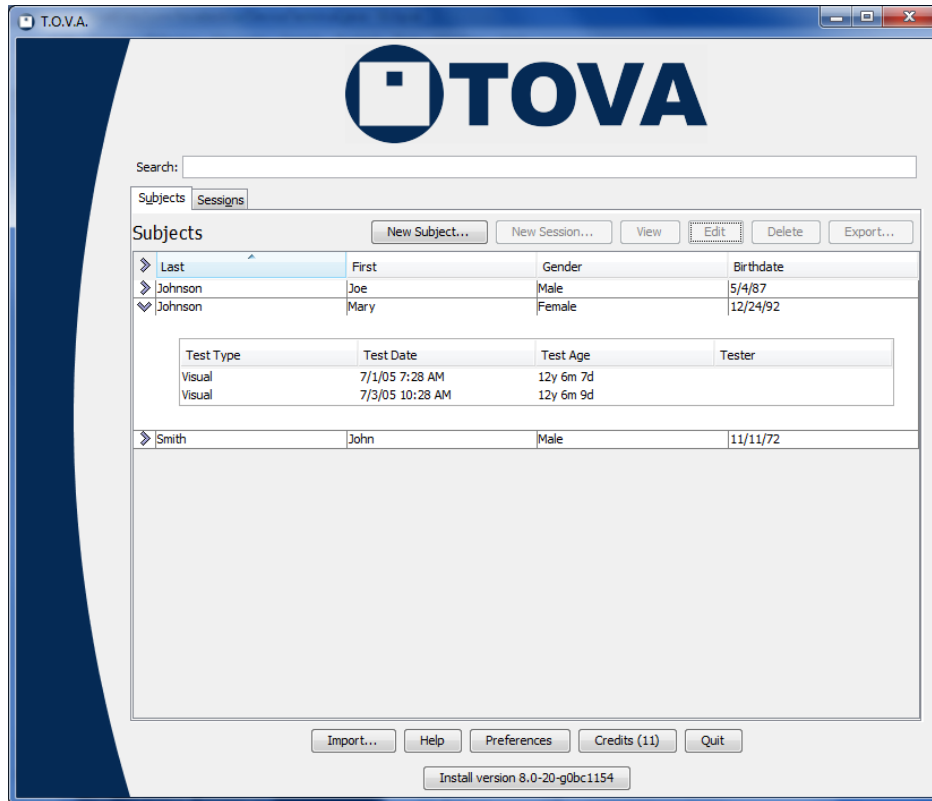 T.O.V.A.
TOVA
Search:
Subjects Sessions
Subjects New Subject... New Session... View Edit Delete Export...
Last First Gender Birthdate
Johnson Joe Male 5/4/87
Johnson Mary Female 12/24/92
Test Type Test Date Test Age Tester
Visual 7/1/05 7:28 AM 12y 6m 7d
Visual 7/3/05 10:28 AM 12y 6m 9d
Smith John Male 11/11/72
Import... Help Preferences Credits (11) Quit
Install version 8.0-20-g0bc1154